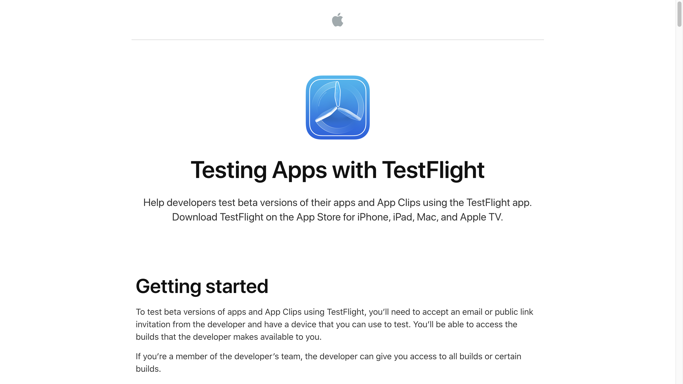 Testing Apps with TestFlight
Help developers test beta versions of their apps and App Clips using the TestFlight app.
Download TestFlight on the App Store for iPhone, iPad, Mac, and Apple TV.
Getting started
To test beta versions of apps and App Clips using TestFlight, you’ll need to accept an email or public link
invitation from the developer and have a device that you can use to test. You’ll be able to access the
builds that the developer makes available to you.
If you’re a member of the developer’s team, the developer can give you access to all builds or certain
builds.